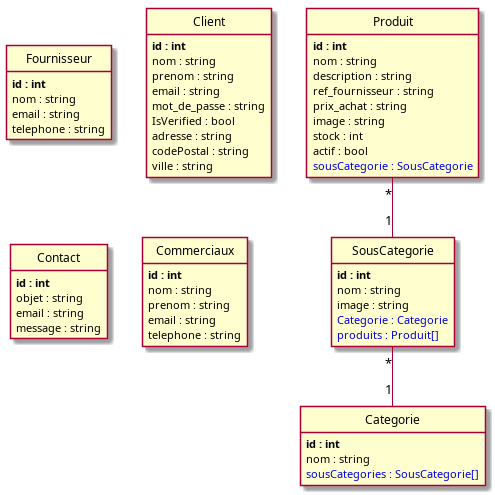 Fournisseur
id : int
nom : string
email : string
telephone : string
Client
id : int
nom : string
prenom : string
email : string
mot_de_passe : string
IsVerified : bool
adresse : string
codePostal : string
ville : string
Produit
id : int
nom : string
description : string
ref_fournisseur : string
prix_achat : string
image : string
stock : int
actif : bool
sousCategorie : SousCategorie
*
1
Contact
id : int
objet : string
email : string
message : string
Commerciaux
id : int
nom : string
prenom : string
email : string
telephone : string
SousCategorie
id : int
nom : string
image : string
Categorie : Categorie
produits : Produit[]
*
1
Categorie
id : int
nom : string
sousCategories : SousCategorie[]